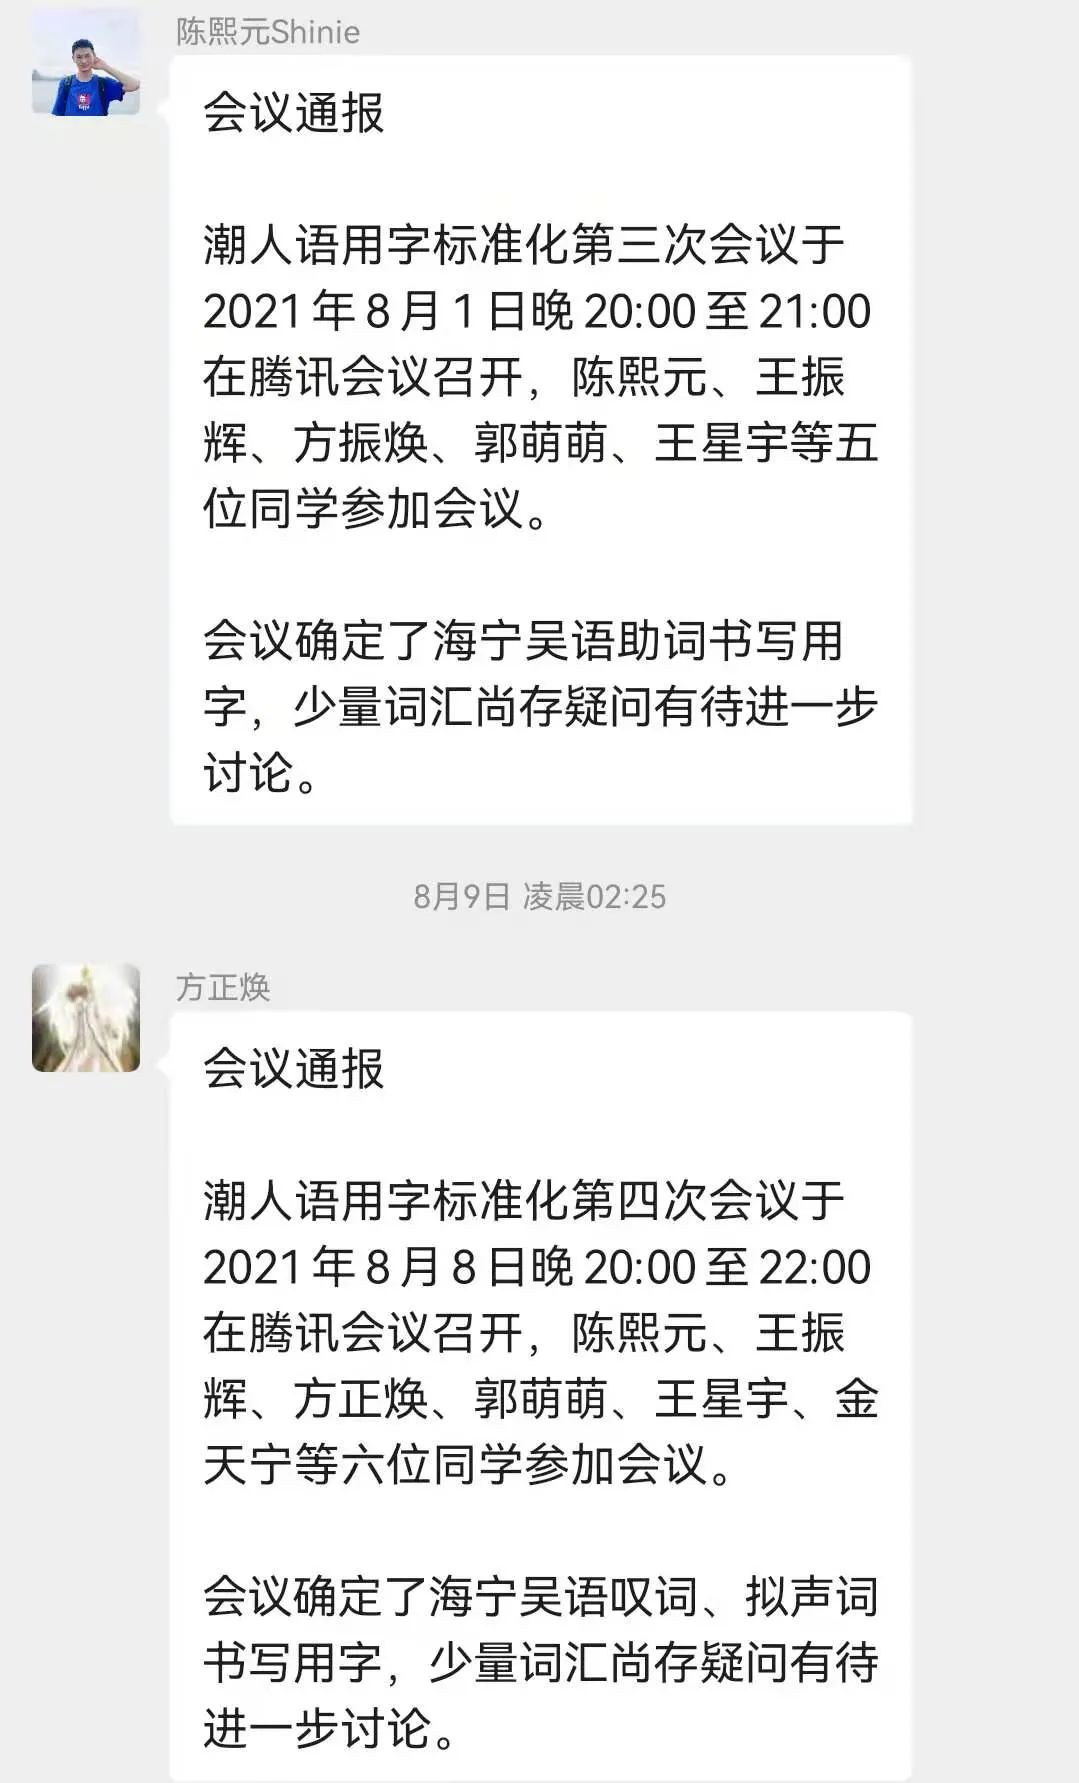 陈熙元Shinie
会议通报
潮人语用字标准化第三次会议于
2021年8月1日晚20:00至21:00
在腾讯会议召开，陈熙元、王振
辉、方振焕、郭萌萌、王星宇等五
位同学参加会议。
会议确定了海宁吴语助词书写用
字，少量词汇尚存疑问有待进一步
讨论。
8月9日 凌晨02:25
方正焕
会议通报
潮人语用字标准化第四次会议于
2021年8月8日晚20:00至22:00
在腾讯会议召开，陈熙元、王振
辉、方正焕、郭萌萌、王星宇、金
天宁等六位同学参加会议。
会议确定了海宁吴语叹词、拟声词
书写用字，少量词汇尚存疑问有待
进一步讨论。